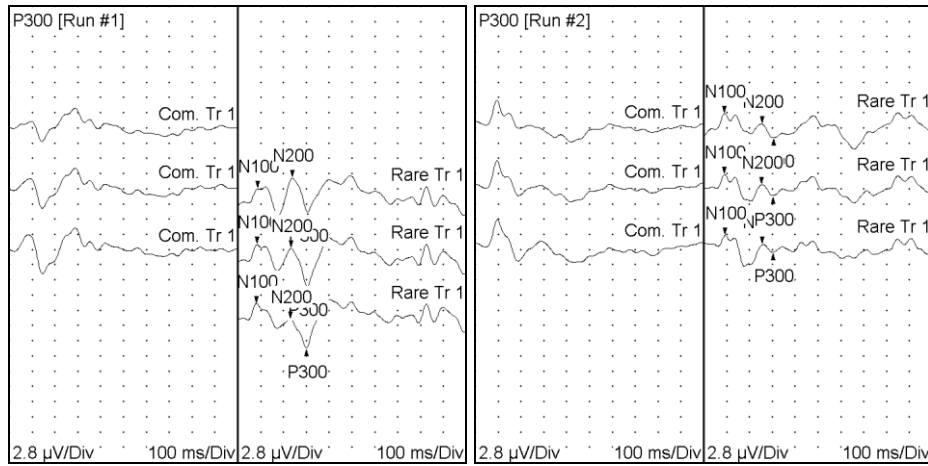 P300 [Run #1]
Com. Tr 1
Com. Tr 1
Com. Tr 1
N100 N200
Rare Tr 1
N100 N200
Rare Tr 1
N100 N200
P300
Rare Tr 1
P300
2.8 µV/Div 100 ms/Div 2.8 µV/Div 100 ms/Div
P300 [Run #2]
Com. Tr 1
Com. Tr 1
Com. Tr 1
N100 N200
Rare Tr 1
N100
Rare Tr 1
N100 P300
Rare Tr 1
P300
2.8 µV/Div 100 ms/Div 2.8 µV/Div 100 ms/Div